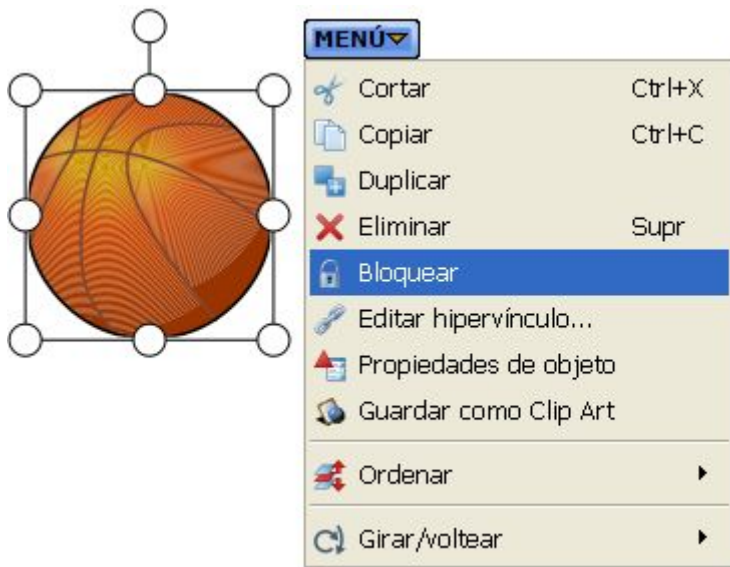 MENÚ
Cortar Ctrl+X
Copiar Ctrl+C
Duplicar
Eliminar Supr
Bloquear
Editar hipervínculo...
Propiedades de objeto
Guardar como Clip Art
Ordenar
Girar/voltear